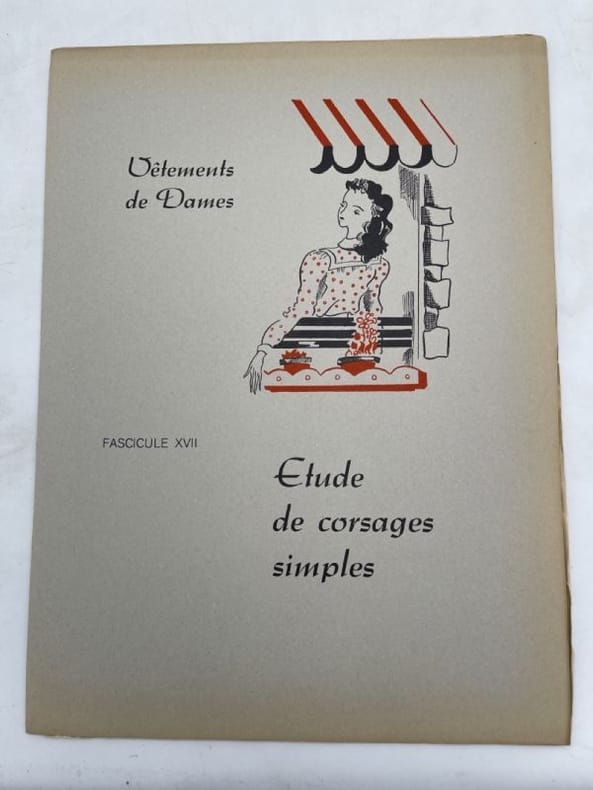 Vêtements
de Dames
FASCICULE XVII
Etude
de corsages
simples